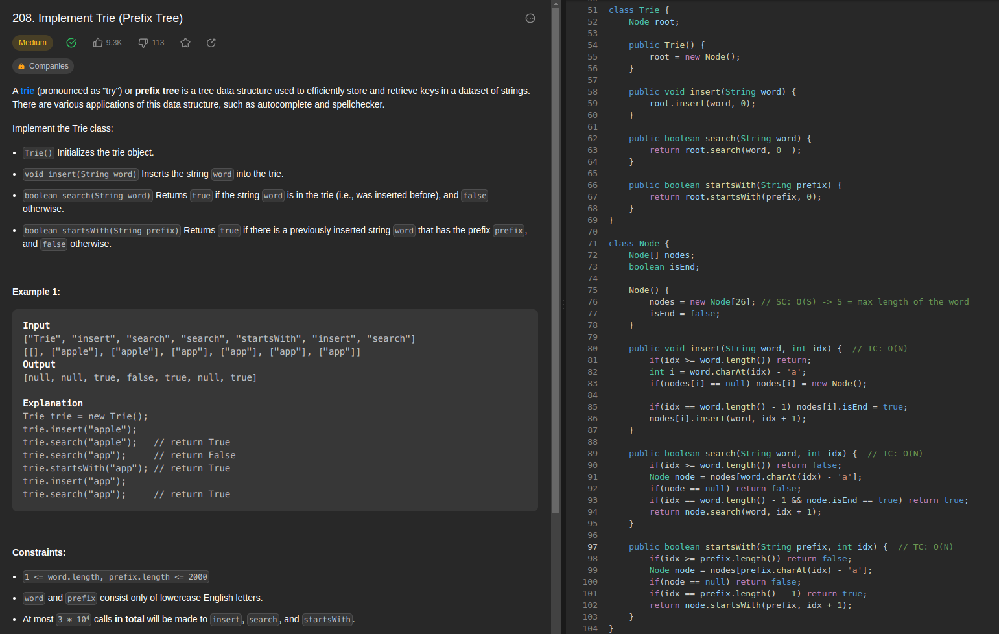 208. Implement Trie (Prefix Tree)
Medium
9.3K
113
Companies
A trie (pronounced as "try") or prefix tree is a tree data structure used to efficiently store and retrieve keys in a dataset of strings.
There are various applications of this data structure, such as autocomplete and spellchecker.
Implement the Trie class:
• Trie() Initializes the trie object.
• void insert(String word) Inserts the string word into the trie.
• boolean search(String word) Returns true if the string word is in the trie (i.e., was inserted before), and false
otherwise.
• boolean startsWith(String prefix) Returns true if there is a previously inserted string word that has the prefix prefix,
and false otherwise.
Example 1:
Input
["Trie", "insert", "search", "search", "startsWith", "insert", "search"]
[[], ["apple"], ["apple"], ["app"], ["app"], ["app"], ["app"]]
Output
[null, null, true, false, true, null, true]
Explanation
Trie trie = new Trie();
trie.insert("apple");
trie.search("apple");   // return True
trie.search("app");     // return False
trie.startsWith("app"); // return True
trie.insert("app");
trie.search("app");     // return True
Constraints:
• 1 <= word.length, prefix.length <= 2000
• word and prefix consist only of lowercase English letters.
• At most 3 * 10⁴ calls in total will be made to insert, search, and startsWith.
51 class Trie {
52     Node root;
53
54     public Trie() {
55         root = new Node();
56     }
57
58     public void insert(String word) {
59         root.insert(word, 0);
60     }
61
62     public boolean search(String word) {
63         return root.search(word, 0  );
64     }
65
66     public boolean startsWith(String prefix) {
67         return root.startsWith(prefix, 0);
68     }
69 }
70
71 class Node {
72     Node[] nodes;
73     boolean isEnd;
74
75     Node() {
76         nodes = new Node[26]; // SC: O(S) -> S = max length of the word
77         isEnd = false;
78     }
79
80     public void insert(String word, int idx) {  // TC: O(N)
81         if(idx >= word.length()) return;
82         int i = word.charAt(idx) - 'a';
83         if(nodes[i] == null) nodes[i] = new Node();
84
85         if(idx == word.length() - 1) nodes[i].isEnd = true;
86         nodes[i].insert(word, idx + 1);
87     }
88
89     public boolean search(String word, int idx) {  // TC: O(N)
90         if(idx >= word.length()) return false;
91         Node node = nodes[word.charAt(idx) - 'a'];
92         if(node == null) return false;
93         if(idx == word.length() - 1 && node.isEnd == true) return true;
94         return node.search(word, idx + 1);
95     }
96
97     public boolean startsWith(String prefix, int idx) {  // TC: O(N)
98         if(idx >= prefix.length()) return false;
99         Node node = nodes[prefix.charAt(idx) - 'a'];
100         if(node == null) return false;
101         if(idx == prefix.length() - 1) return true;
102         return node.startsWith(prefix, idx + 1);
103     }
104 }